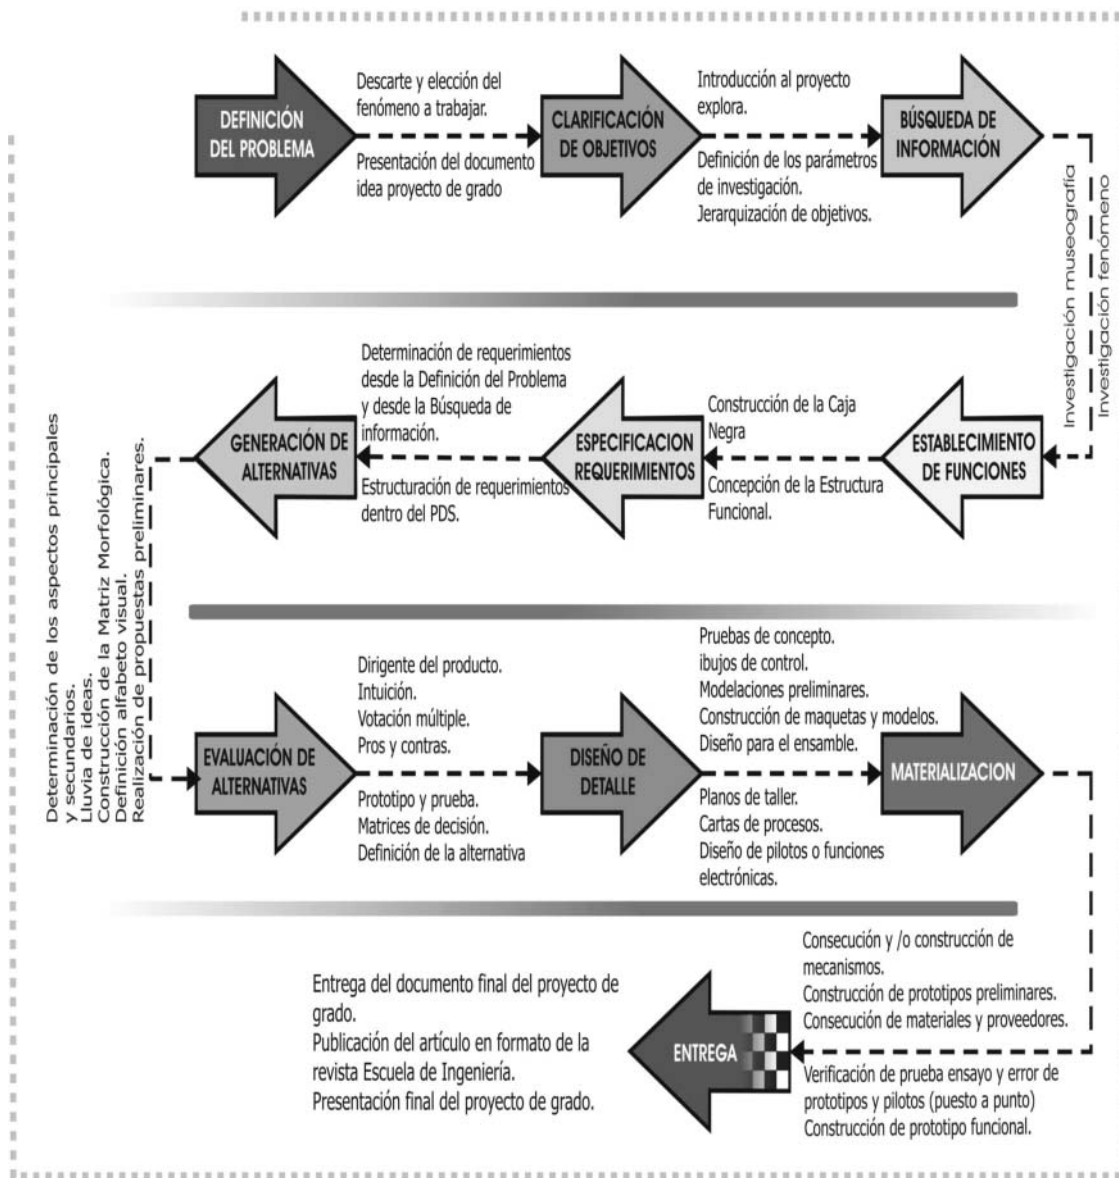 DEFINICIÓN
DEL PROBLEMA
Descarte y elección del
fenómeno a trabajar.
Presentación del documento
idea proyecto de grado
CLARIFICACIÓN
DE OBJETIVOS
Introducción al proyecto
explora.
Definición de los parámetros
de investigación.
Jerarquización de objetivos.
BÚSQUEDA DE
INFORMACIÓN
Investigación museografía
Investigación fenómeno
ESTABLECIMIENTO
DE FUNCIONES
Construcción de la Caja
Negra
Concepción de la Estructura
Funcional.
ESPECIFICACION
REQUERIMIENTOS
Determinación de requerimientos
desde la Definición del Problema
y desde la Búsqueda de
información.
Estructuración de requerimientos
dentro del PDS.
GENERACIÓN DE
ALTERNATIVAS
Determinación de los aspectos principales
y secundarios.
Lluvia de ideas.
Construcción de la Matriz Morfológica.
Definición alfabeto visual.
Realización de propuestas preliminares.
EVALUACIÓN DE
ALTERNATIVAS
Dirigente del producto.
Intuición.
Votación múltiple.
Pros y contras.
Prototipo y prueba.
Matrices de decisión.
Definición de la alternativa
DISEÑO DE
DETALLE
Pruebas de concepto.
ibujos de control.
Modelaciones preliminares.
Construcción de maquetas y modelos.
Diseño para el ensamble.
Planos de taller.
Cartas de procesos.
Diseño de pilotos o funciones
electrónicas.
MATERIALIZACION
Consecución y /o construcción de
mecanismos.
Construcción de prototipos preliminares.
Consecución de materiales y proveedores.
Verificación de prueba ensayo y error de
prototipos y pilotos (puesto a punto)
Construcción de prototipo funcional.
ENTREGA
Entrega del documento final del proyecto de
grado.
Publicación del artículo en formato de la
revista Escuela de Ingeniería.
Presentación final del proyecto de grado.